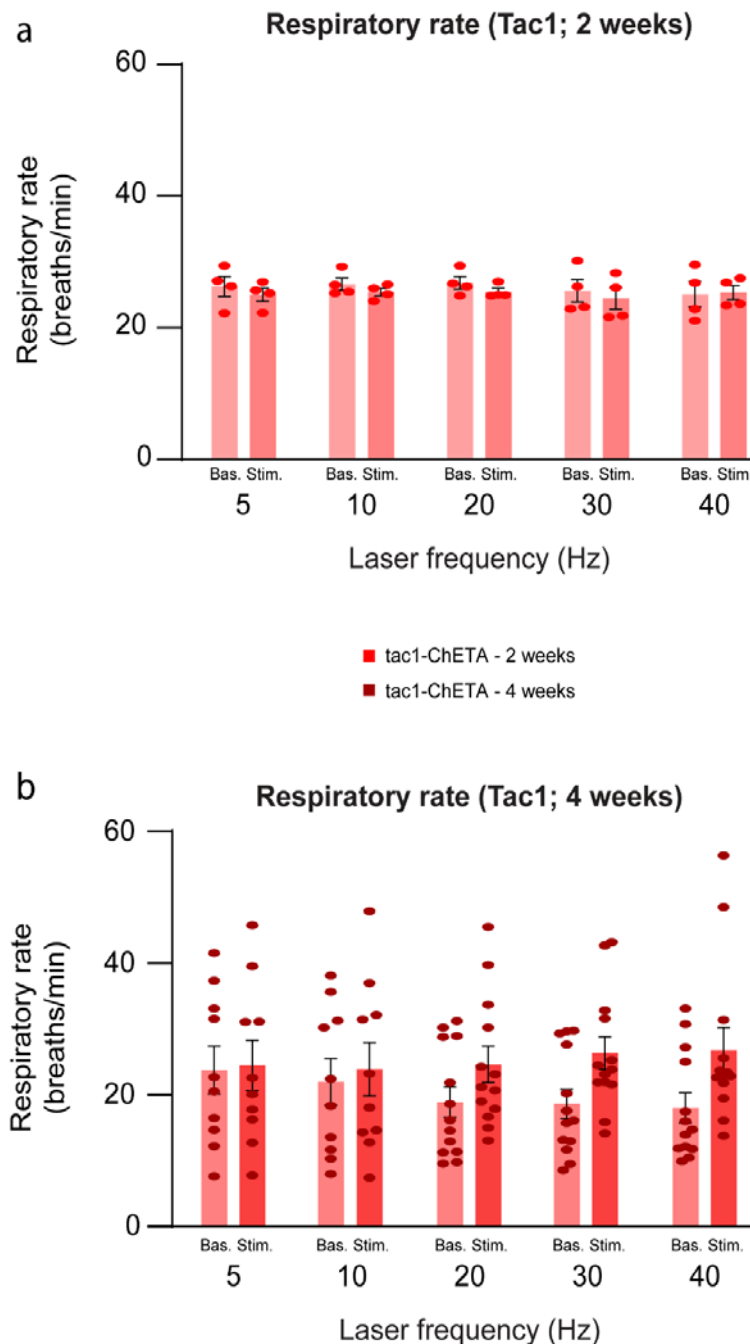 a
Respiratory rate (Tac1; 2 weeks)
Respiratory rate
(breaths/min)
60
40
20
0
Bas. Stim. Bas. Stim. Bas. Stim. Bas. Stim. Bas. Stim
5 10 20 30 40
Laser frequency (Hz)
tac1-ChETA - 2 weeks
tac1-ChETA - 4 weeks
b
Respiratory rate (Tac1; 4 weeks)
Respiratory rate
(breaths/min)
60
40
20
0
Bas. Stim. Bas. Stim. Bas. Stim. Bas. Stim. Bas. Stim.
5 10 20 30 40
Laser frequency (Hz)